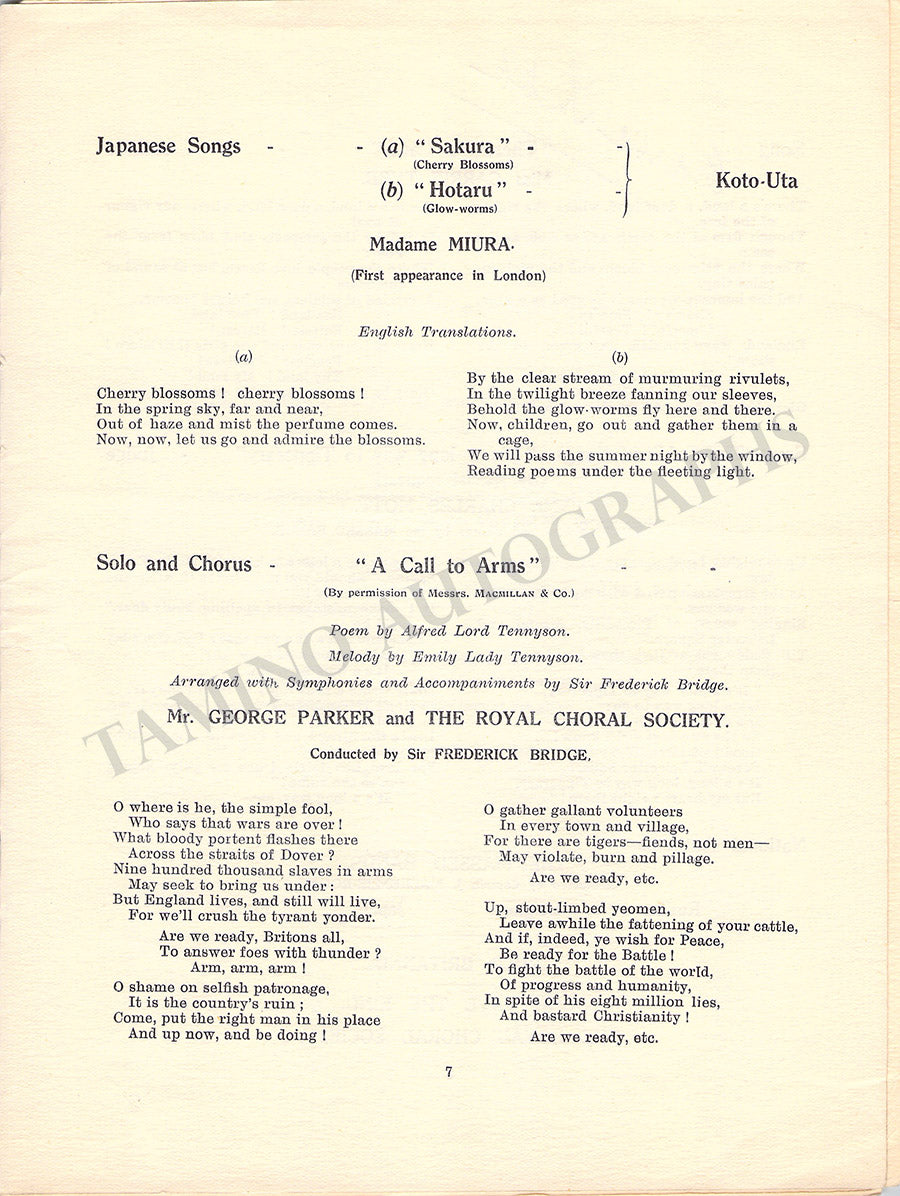 Japanese Songs - - (a) “Sakura” - -
(Cherry Blossoms)
(b) “Hotaru” - -
(Glow-worms)
Koto-Uta
Madame MIURA.
(First appearance in London)
English Translations.
(a)
Cherry blossoms ! cherry blossoms !
In the spring sky, far and near,
Out of haze and mist the perfume comes.
Now, now, let us go and admire the blossoms.
(b)
By the clear stream of murmuring rivulets,
In the twilight breeze fanning our sleeves,
Behold the glow-worms fly here and there.
Now, children, go out and gather them in a
cage,
We will pass the summer night by the window,
Reading poems under the fleeting light.
Solo and Chorus - “A Call to Arms” - -
(By permission of Messrs. MACMILLAN & Co.)
Poem by Alfred Lord Tennyson.
Melody by Emily Lady Tennyson.
Arranged with Symphonies and Accompaniments by Sir Frederick Bridge.
Mr. GEORGE PARKER and THE ROYAL CHORAL SOCIETY.
Conducted by Sir FREDERICK BRIDGE,
O where is he, the simple fool,
Who says that wars are over !
What bloody portent flashes there
Across the straits of Dover ?
Nine hundred thousand slaves in arms
May seek to bring us under :
But England lives, and still will live,
For we’ll crush the tyrant yonder.
Are we ready, Britons all,
To answer foes with thunder ?
Arm, arm, arm !
O shame on selfish patronage,
It is the country’s ruin ;
Come, put the right man in his place
And up now, and be doing !
O gather gallant volunteers
In every town and village,
For there are tigers—fiends, not men—
May violate, burn and pillage.
Are we ready, etc.
Up, stout-limbed yeomen,
Leave awhile the fattening of your cattle,
And if, indeed, ye wish for Peace,
Be ready for the Battle !
To fight the battle of the world,
Of progress and humanity,
In spite of his eight million lies,
And bastard Christianity !
Are we ready, etc.
7
TAMINO AUTOGRAPHS